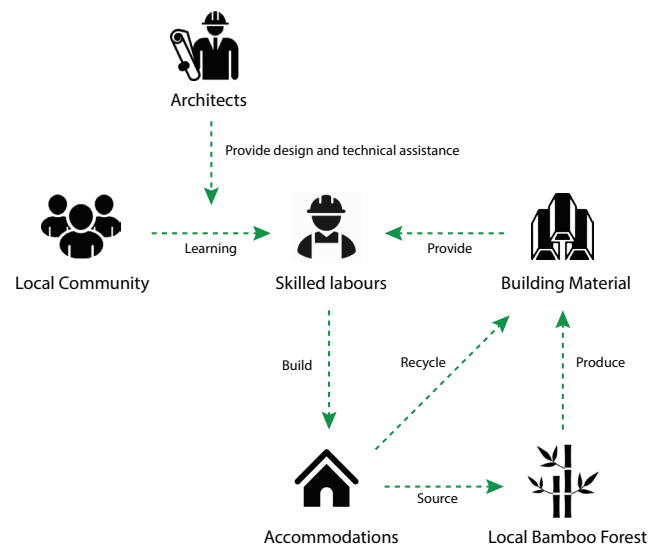 Architects
Provide design and technical assistance
Learning
Provide
Local Community
Skilled labours
Building Material
Build
Recycle
Produce
Source
Accommodations
Local Bamboo Forest